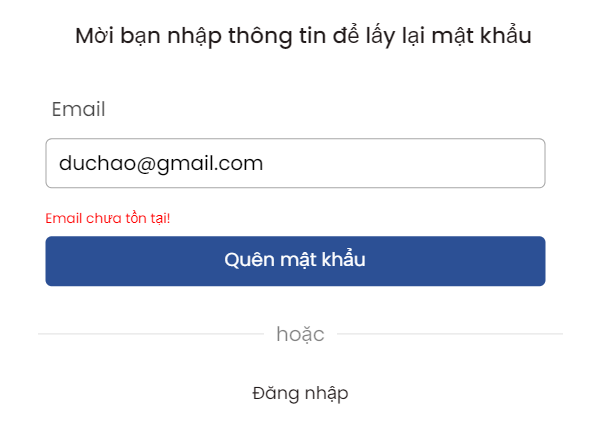 Mời bạn nhập thông tin để lấy lại mật khẩu
Email
duchao@gmail.com
Email chưa tồn tại!
Quên mật khẩu
hoặc
Đăng nhập